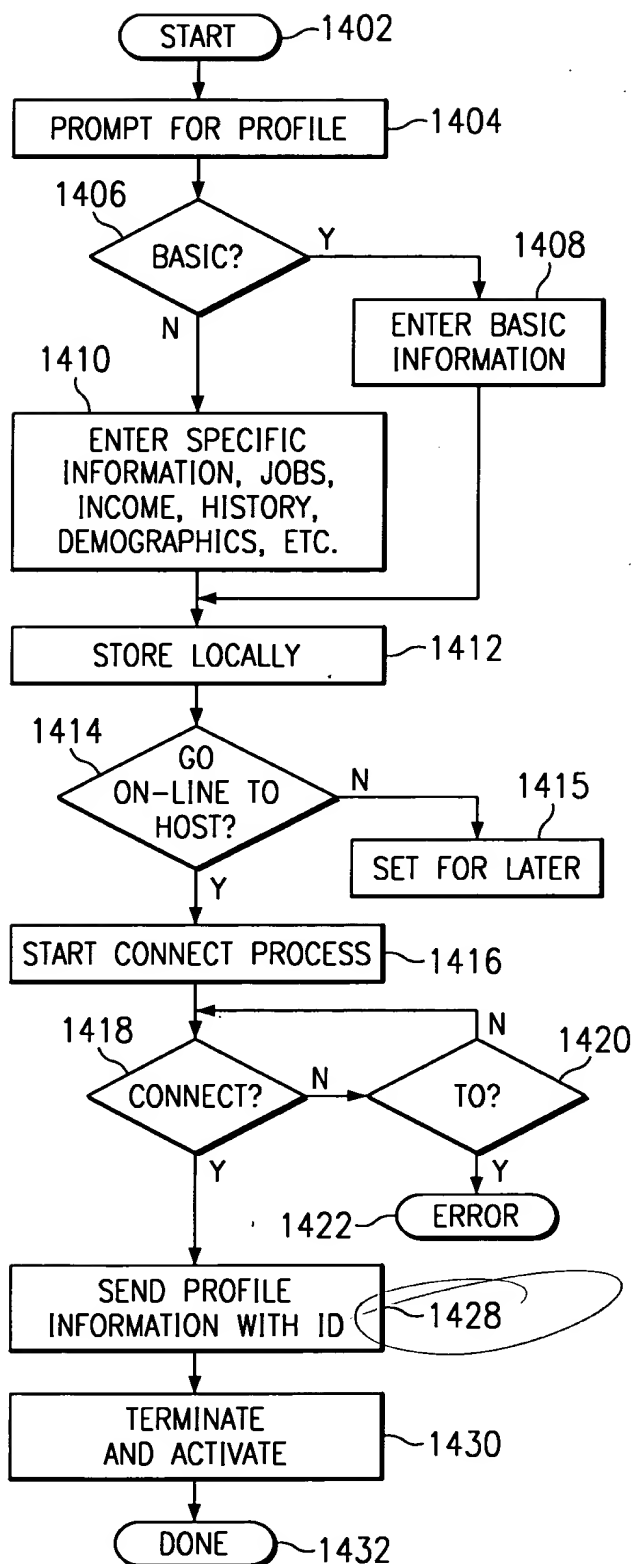 START
1402
PROMPT FOR PROFILE
1404
1406
BASIC?
Y
N
1408
ENTER BASIC
INFORMATION
1410
ENTER SPECIFIC
INFORMATION, JOBS,
INCOME, HISTORY,
DEMOGRAPHICS, ETC.
STORE LOCALLY
1412
1414
GO
ON-LINE TO
HOST?
N
Y
1415
SET FOR LATER
START CONNECT PROCESS
1416
1418
CONNECT?
N
Y
N
1420
TO?
Y
1422
ERROR
SEND PROFILE
INFORMATION WITH ID
1428
TERMINATE
AND ACTIVATE
1430
DONE
1432